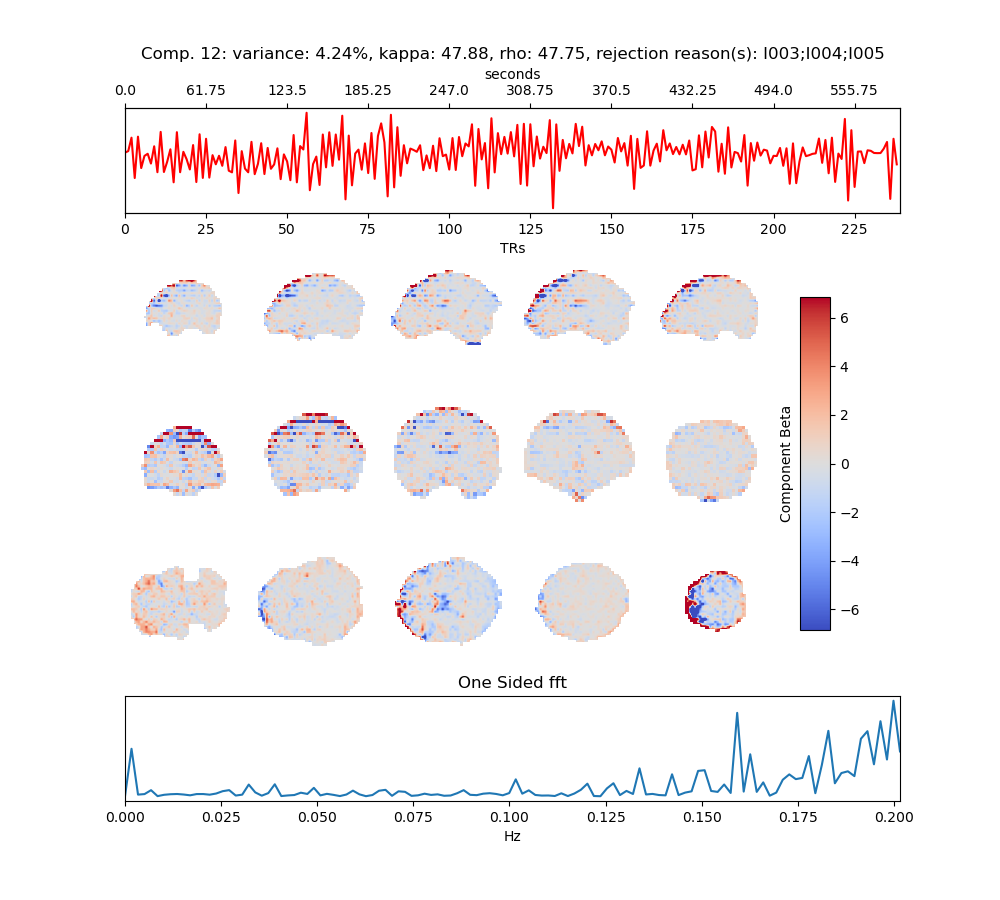 Comp. 12: variance: 4.24%, kappa: 47.88, rho: 47.75, rejection reason(s): I003;I004;I005
seconds
0.0 61.75 123.5 185.25 247.0 308.75 370.5 432.25 494.0 555.75
0 25 50 75 100 125 150 175 200 225
TRs
6
4
2
0
−2
−4
−6
Component Beta
One Sided fft
0.000 0.025 0.050 0.075 0.100 0.125 0.150 0.175 0.200
Hz